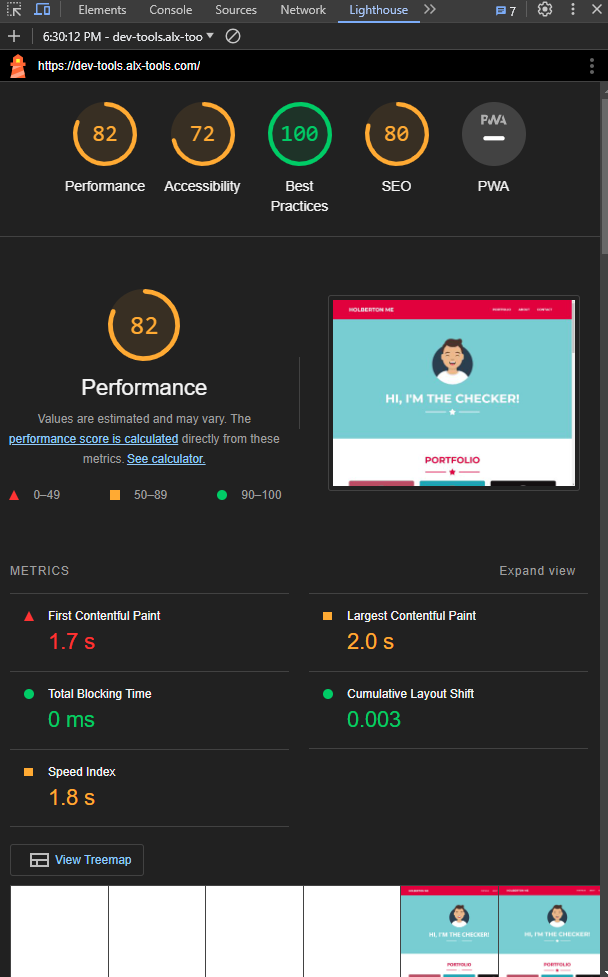 Elements Console Sources Network Lighthouse 7
6:30:12 PM - dev-tools.alx-too
https://dev-tools.alx-tools.com/
82 72 100 80 PWA
Performance Accessibility Best Practices SEO PWA
82
Performance
Values are estimated and may vary. The
performance score is calculated directly from these
metrics. See calculator.
0–49 50–89 90–100
HOLBERTON ME PORTFOLIO ABOUT CONTACT
HI, I'M THE CHECKER!
PORTFOLIO
METRICS Expand view
First Contentful Paint
1.7 s
Largest Contentful Paint
2.0 s
Total Blocking Time
0 ms
Cumulative Layout Shift
0.003
Speed Index
1.8 s
View Treemap
HOLBERTON ME HOLBERTON ME
HI, I'M THE CHECKER! HI, I'M THE CHECKER!
PORTFOLIO PORTFOLIO